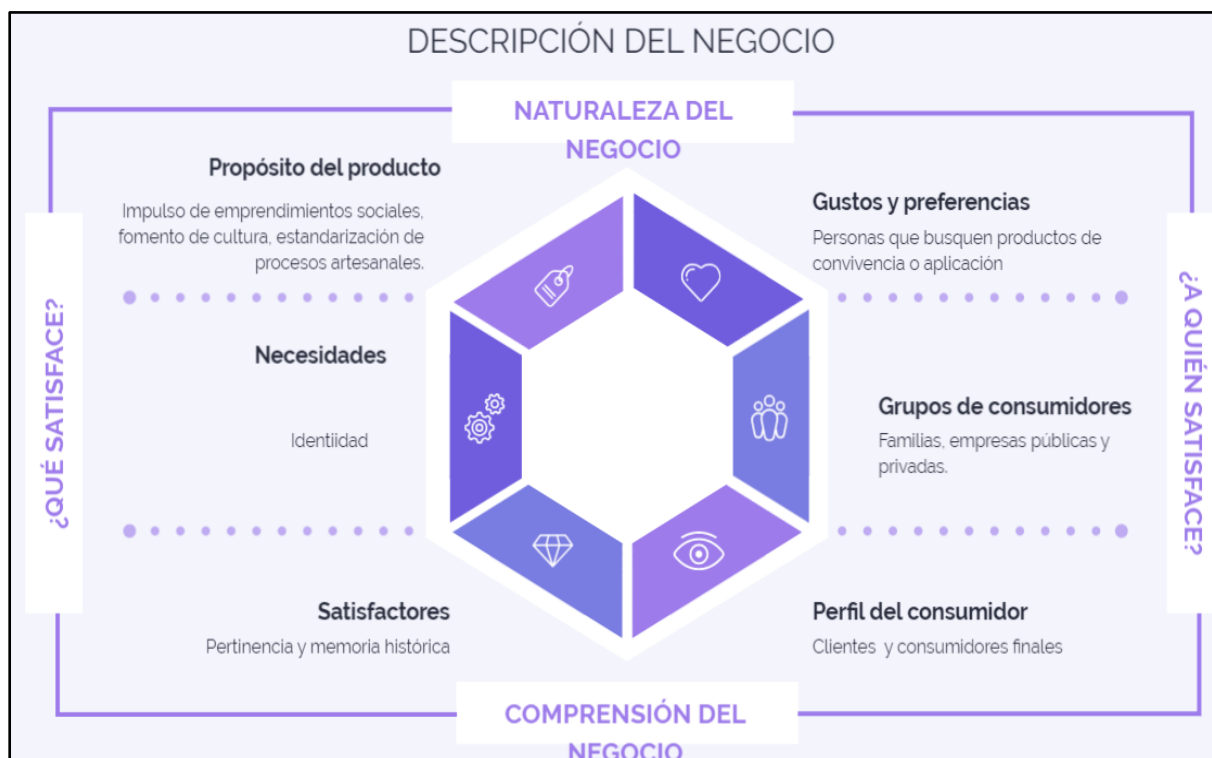 DESCRIPCIÓN DEL NEGOCIO
NATURALEZA DEL
NEGOCIO
¿QUÉ SATISFACE?
Propósito del producto
Impulso de emprendimientos sociales,
fomento de cultura, estandarización de
procesos artesanales.
Necesidades
Identiidad
Satisfactores
Pertinencia y memoria histórica
Gustos y preferencias
Personas que busquen productos de
convivencia o aplicación
Grupos de consumidores
Familias, empresas públicas y
privadas.
Perfil del consumidor
Clientes y consumidores finales
¿A QUIÉN SATISFACE?
COMPRENSIÓN DEL
NEGOCIO